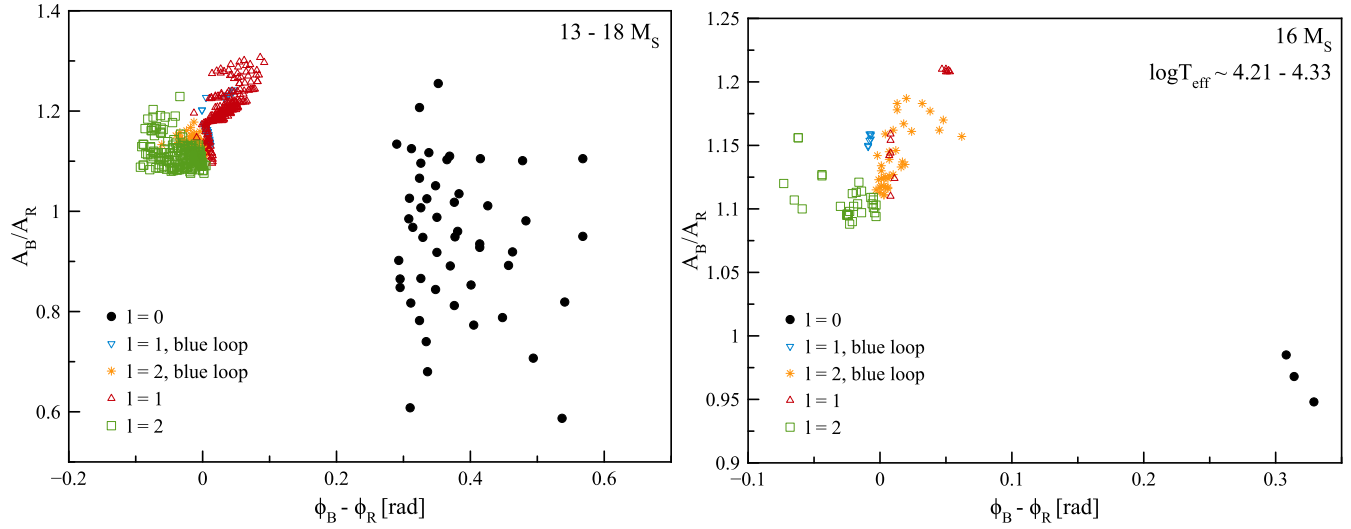 1.4
1.2
1
0.8
0.6
A_B/A_R
13 - 18 M_S
l = 0
l = 1, blue loop
l = 2, blue loop
l = 1
l = 2
−0.2
0
0.2
0.4
0.6
ϕ_B - ϕ_R [rad]
1.25
1.2
1.15
1.1
1.05
1
0.95
0.9
A_B/A_R
16 M_S
logT_eff ~ 4.21 - 4.33
l = 0
l = 1, blue loop
l = 2, blue loop
l = 1
l = 2
−0.1
0
0.1
0.2
0.3
ϕ_B - ϕ_R [rad]